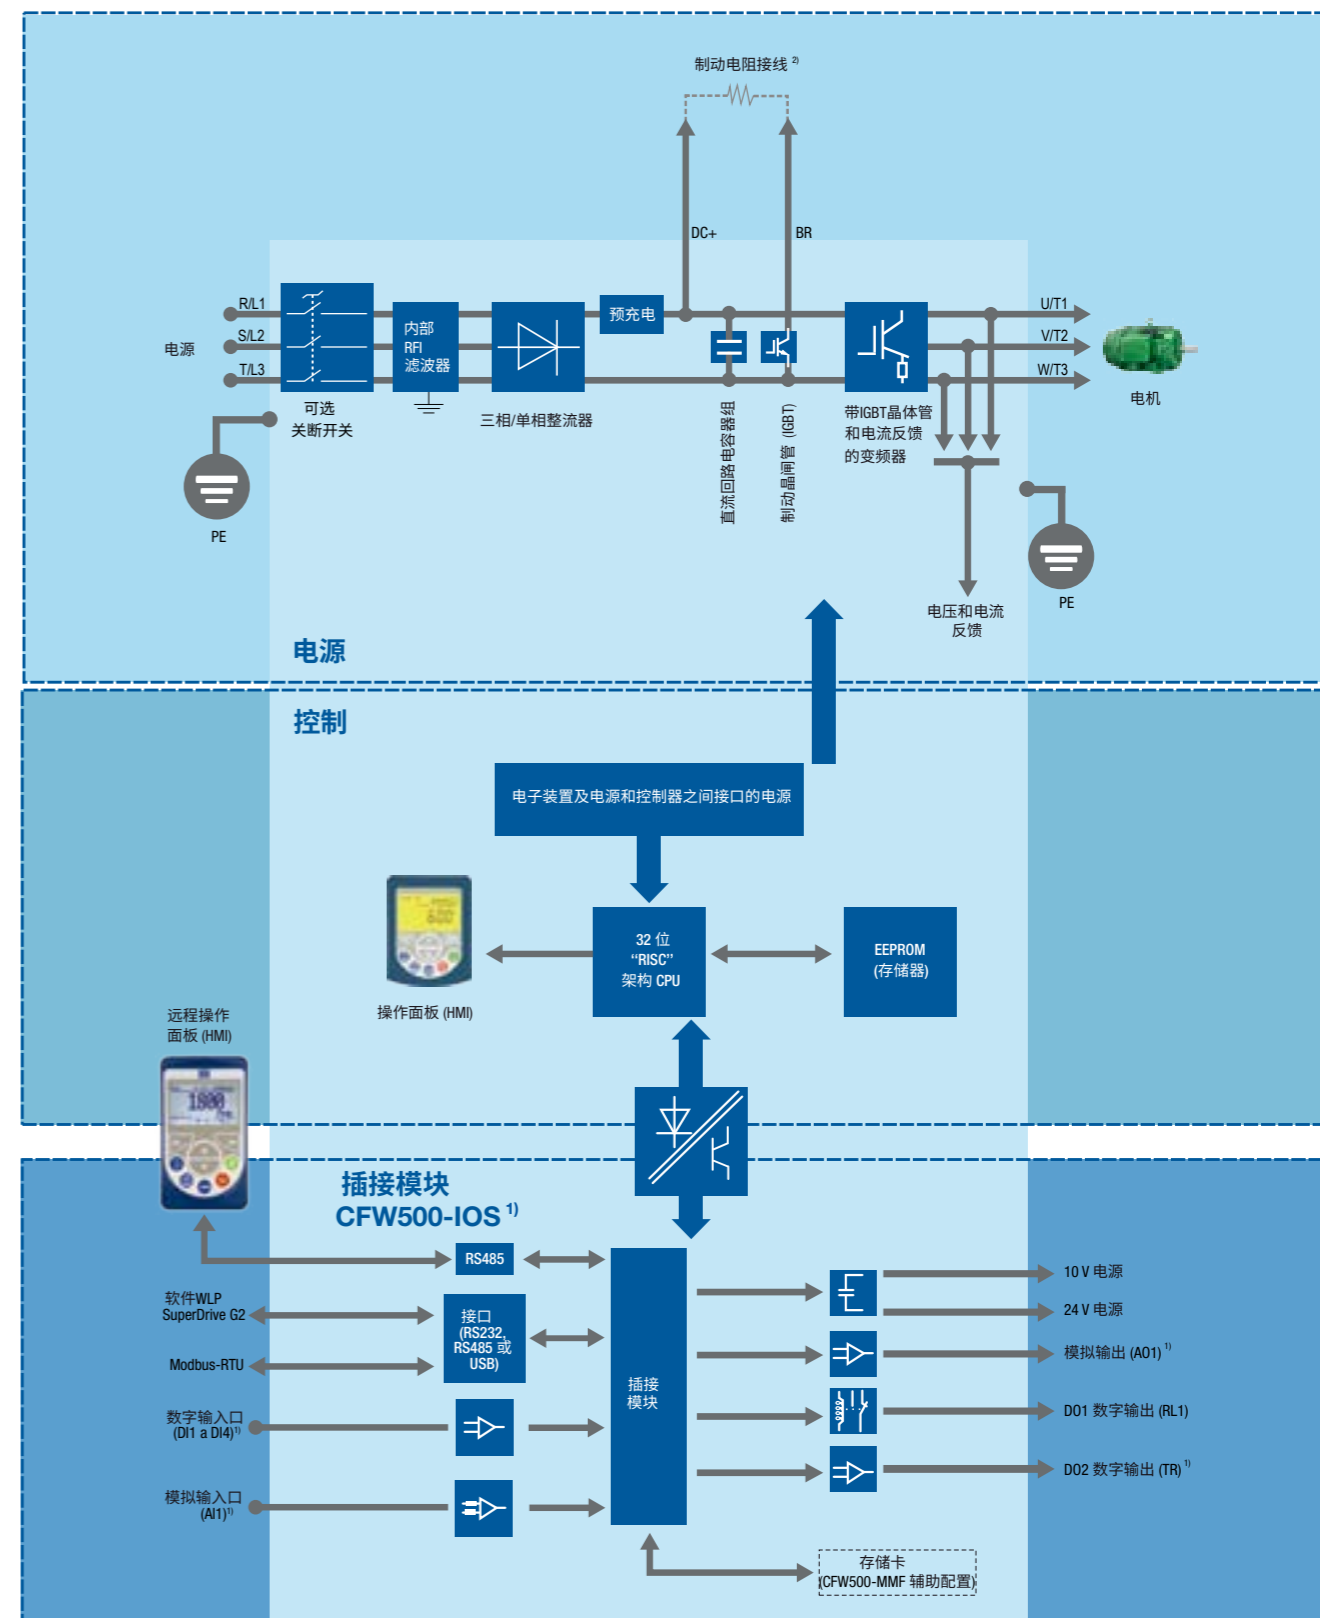 制动电阻接线 2)
DC+
BR
R/L1
S/L2
T/L3
电源
可选
关断开关
PE
内部
RFI
滤波器
三相/单相整流器
预充电
直流回路电容器组
制动晶闸管 (IGBT)
带IGBT晶体管
和电流反馈
的变频器
U/T1
V/T2
W/T3
电机
PE
电压和电流
反馈
电源
控制
电子装置及电源和控制器之间接口的电源
32 位
“RISC”
架构 CPU
EEPROM
(存储器)
操作面板 (HMI)
远程操作
面板 (HMI)
1800
插接模块
CFW500-IOS 1)
RS485
软件WLP
SuperDrive G2
Modbus-RTU
接口
(RS232,
RS485 或
USB)
数字输入口
(DI1 a DI4)1)
模拟输入口
(AI1)1)
插接
模块
10 V 电源
24 V 电源
模拟输出 (AO1) 1)
DO1 数字输出 (RL1)
DO2 数字输出 (TR) 1)
存储卡
(CFW500-MMF 辅助配置)